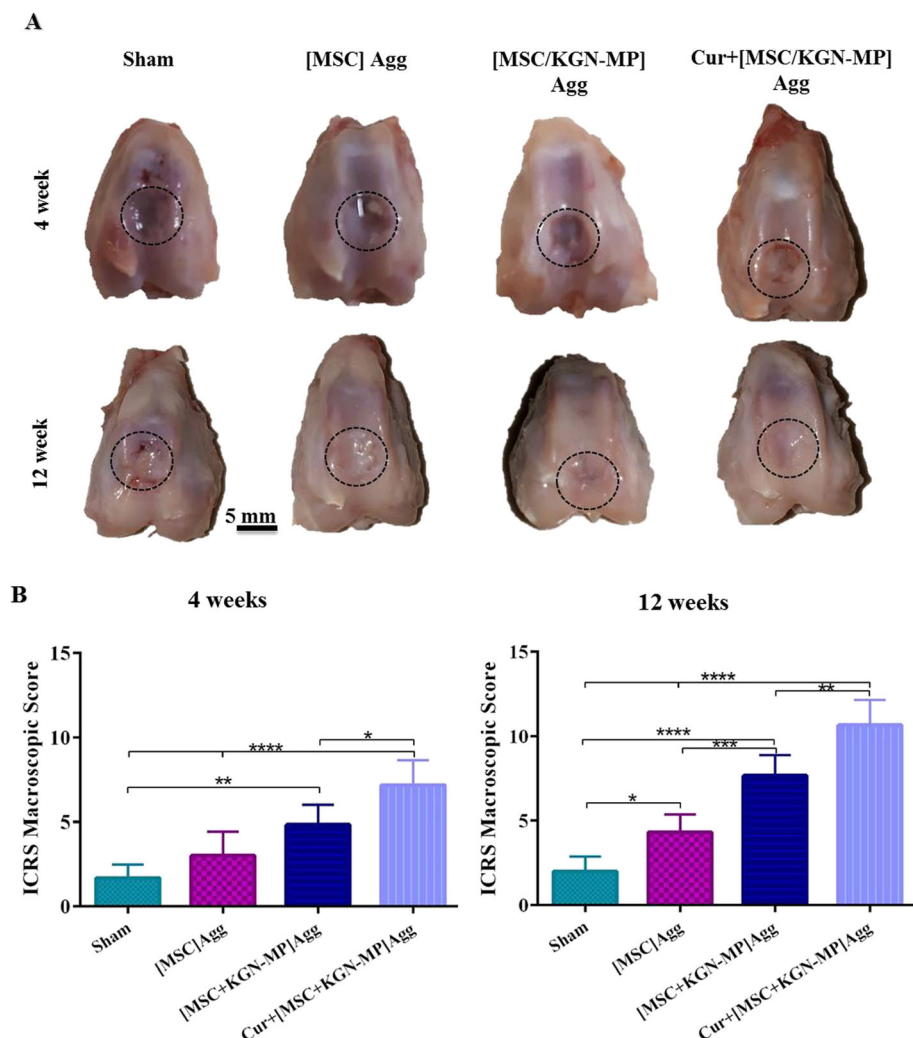 A
Sham
[MSC] Agg
[MSC/KGN-MP]
Agg
Cur+[MSC/KGN-MP]
Agg
4 week
12 week
5 mm
B
4 weeks
ICRS Macroscopic Score
15
10
5
0
*
****
**
Sham
[MSC]Agg
[MSC+KGN-MP]Agg
Cur+[MSC+KGN-MP]Agg
12 weeks
ICRS Macroscopic Score
15
10
5
0
****
**
****
***
*
Sham
[MSC]Agg
[MSC+KGN-MP]Agg
Cur+[MSC+KGN-MP]Agg